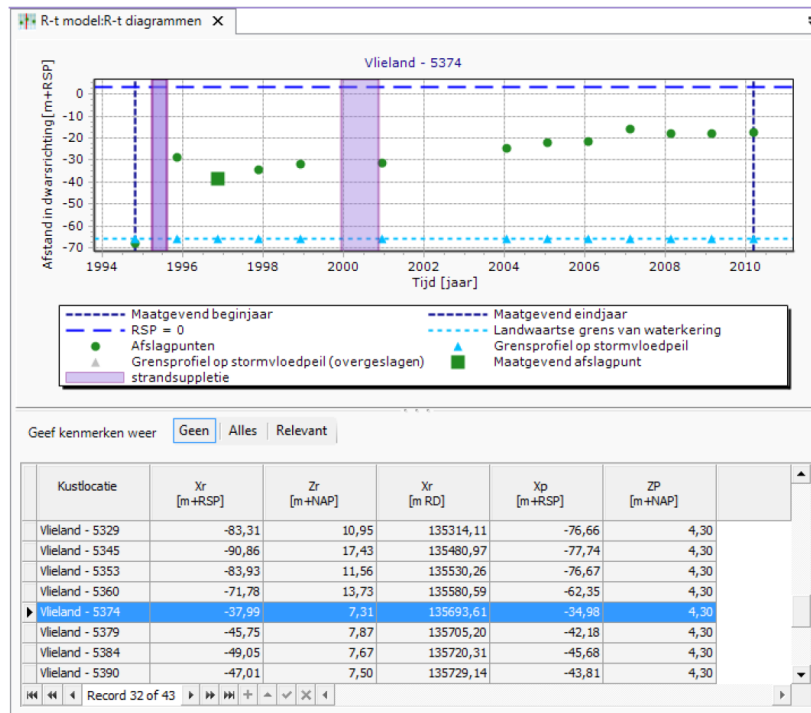 R-t model:R-t diagrammen
Vlieland - 5374
Afstand in dwarsrichting[m+RSP]
0
-10
-20
-30
-40
-50
-60
-70
1994 1996 1998 2000 2002 2004 2006 2008 2010
Tijd [jaar]
Maatgevend beginjaar Maatgevend eindjaar
RSP = 0 Landwaartse grens van waterkering
Afslagpunten Grensprofiel op stormvloedpeil
Grensprofiel op stormvloedpeil (overgeslagen) Maatgevend afslagpunt
strandsuppletie
Geef kenmerken weer Geen Alles Relevant
Kustlocatie Xr Zr Xr Xp ZP
[m+RSP] [m+NAP] [m RD] [m+RSP] [m+NAP]
Vlieland - 5329 -83,31 10,95 135314,11 -76,66 4,30
Vlieland - 5345 -90,86 17,43 135480,97 -77,74 4,30
Vlieland - 5353 -83,93 11,56 135530,26 -76,67 4,30
Vlieland - 5360 -71,78 13,73 135580,59 -62,35 4,30
Vlieland - 5374 -37,99 7,31 135693,61 -34,98 4,30
Vlieland - 5379 -45,75 7,87 135705,20 -42,18 4,30
Vlieland - 5384 -49,05 7,67 135720,31 -45,68 4,30
Vlieland - 5390 -47,01 7,50 135729,14 -43,81 4,30
Record 32 of 43